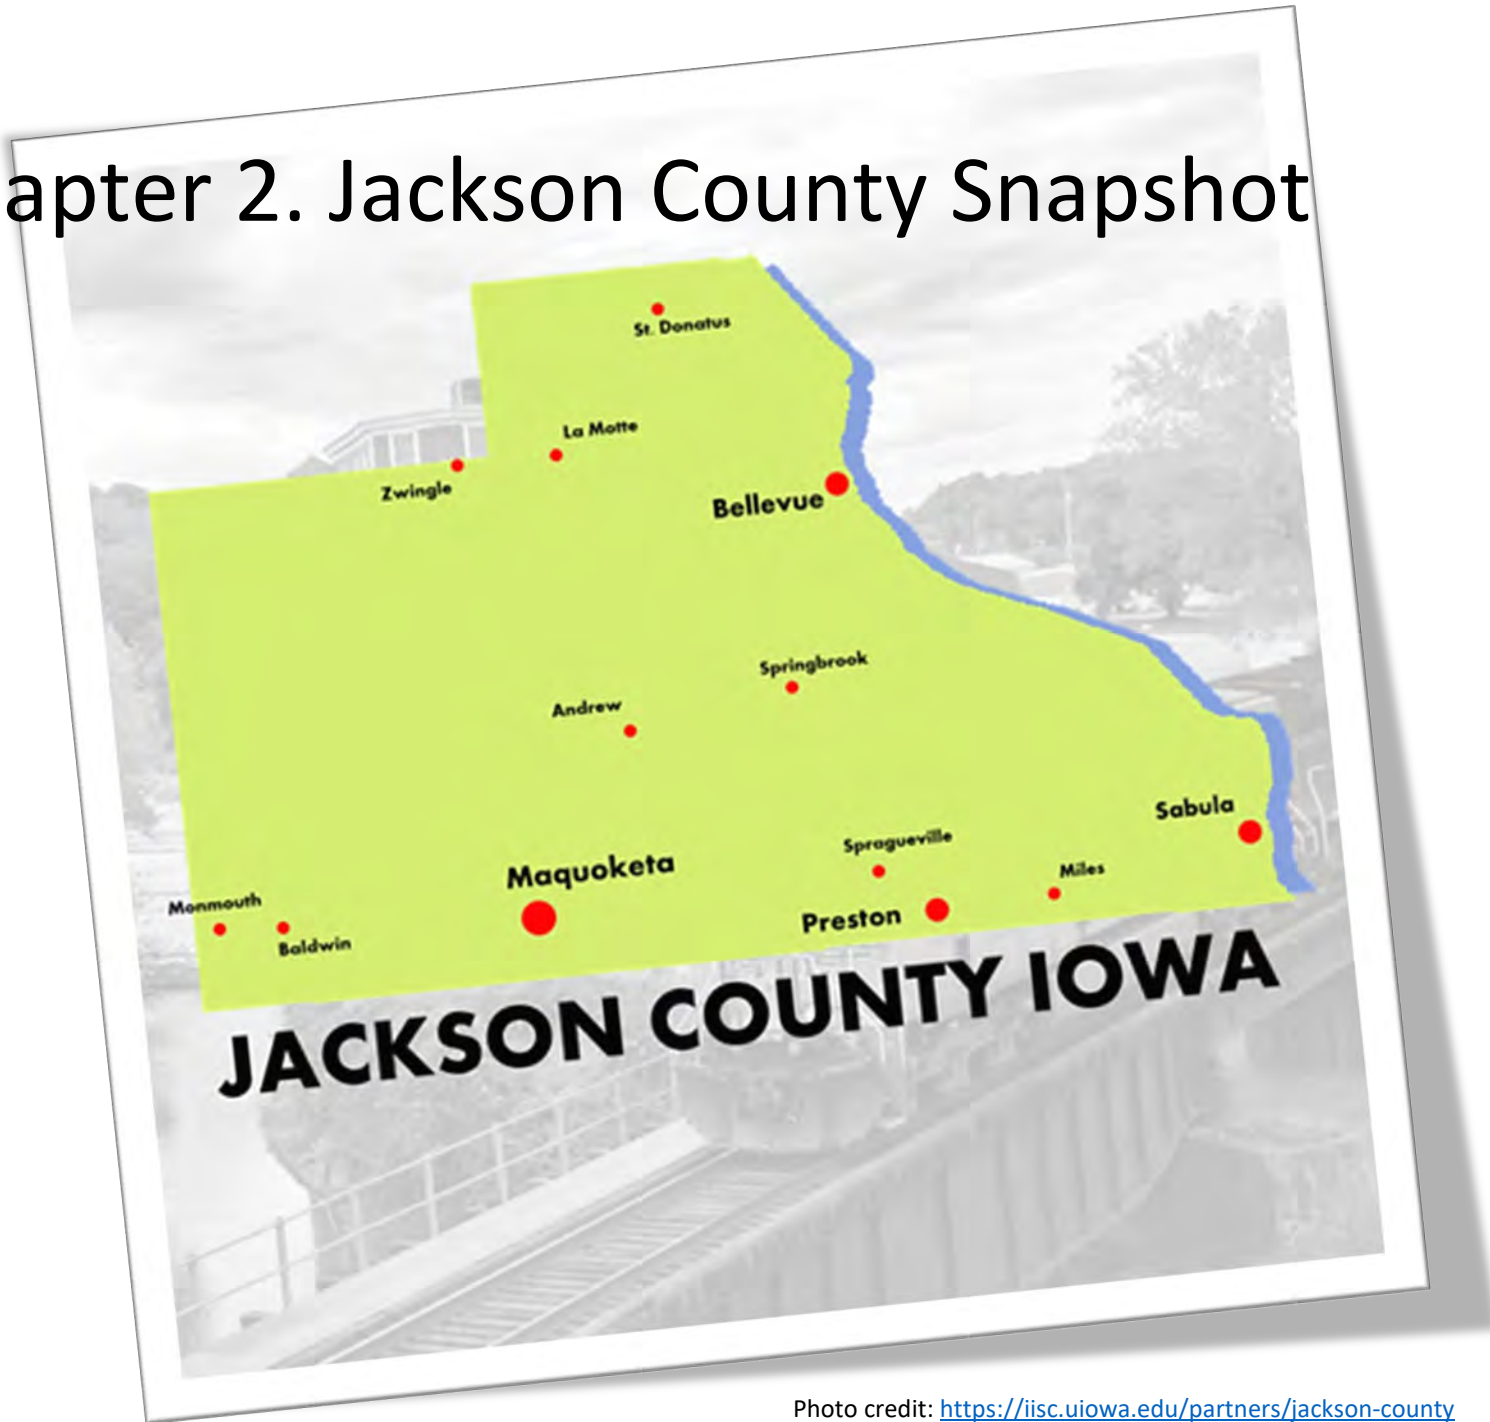 apter 2. Jackson County Snapshot
St. Donatus
La Motte
Zwingle
Bellevue
Springbrook
Andrew
Sabula
Spragueville
Maquoketa
Miles
Monmouth
Preston
Baldwin
JACKSON COUNTY IOWA
Photo credit: https://iisc.uiowa.edu/partners/jackson-county